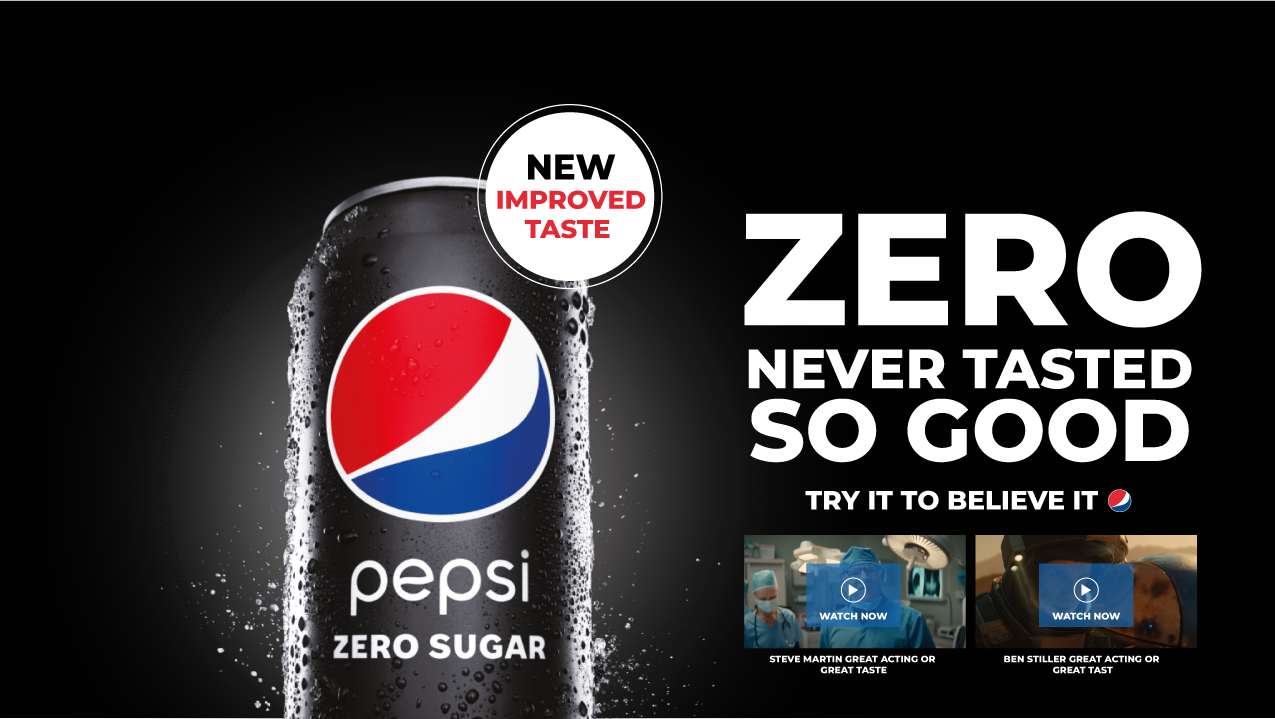 NEW
IMPROVED
TASTE
pepsi
ZERO SUGAR
ZERO
NEVER TASTED
SO GOOD
TRY IT TO BELIEVE IT
WATCH NOW
STEVE MARTIN GREAT ACTING OR
GREAT TASTE
WATCH NOW
BEN STILLER GREAT ACTING OR
GREAT TAST